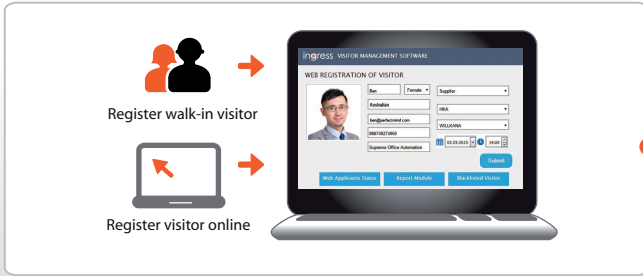 ingress VISITOR MANAGEMENT SOFTWARE
WEB REGISTRATION OF VISITOR
Ben Female Supplier
Australian
HKA
ben@perfectmind.com
WILLKANA
Supreme Office Automation
03-25-2015 14:00
Submit
Web Applicants Status Report Module Blacklisted Visitor
Register walk-in visitor
Register visitor online